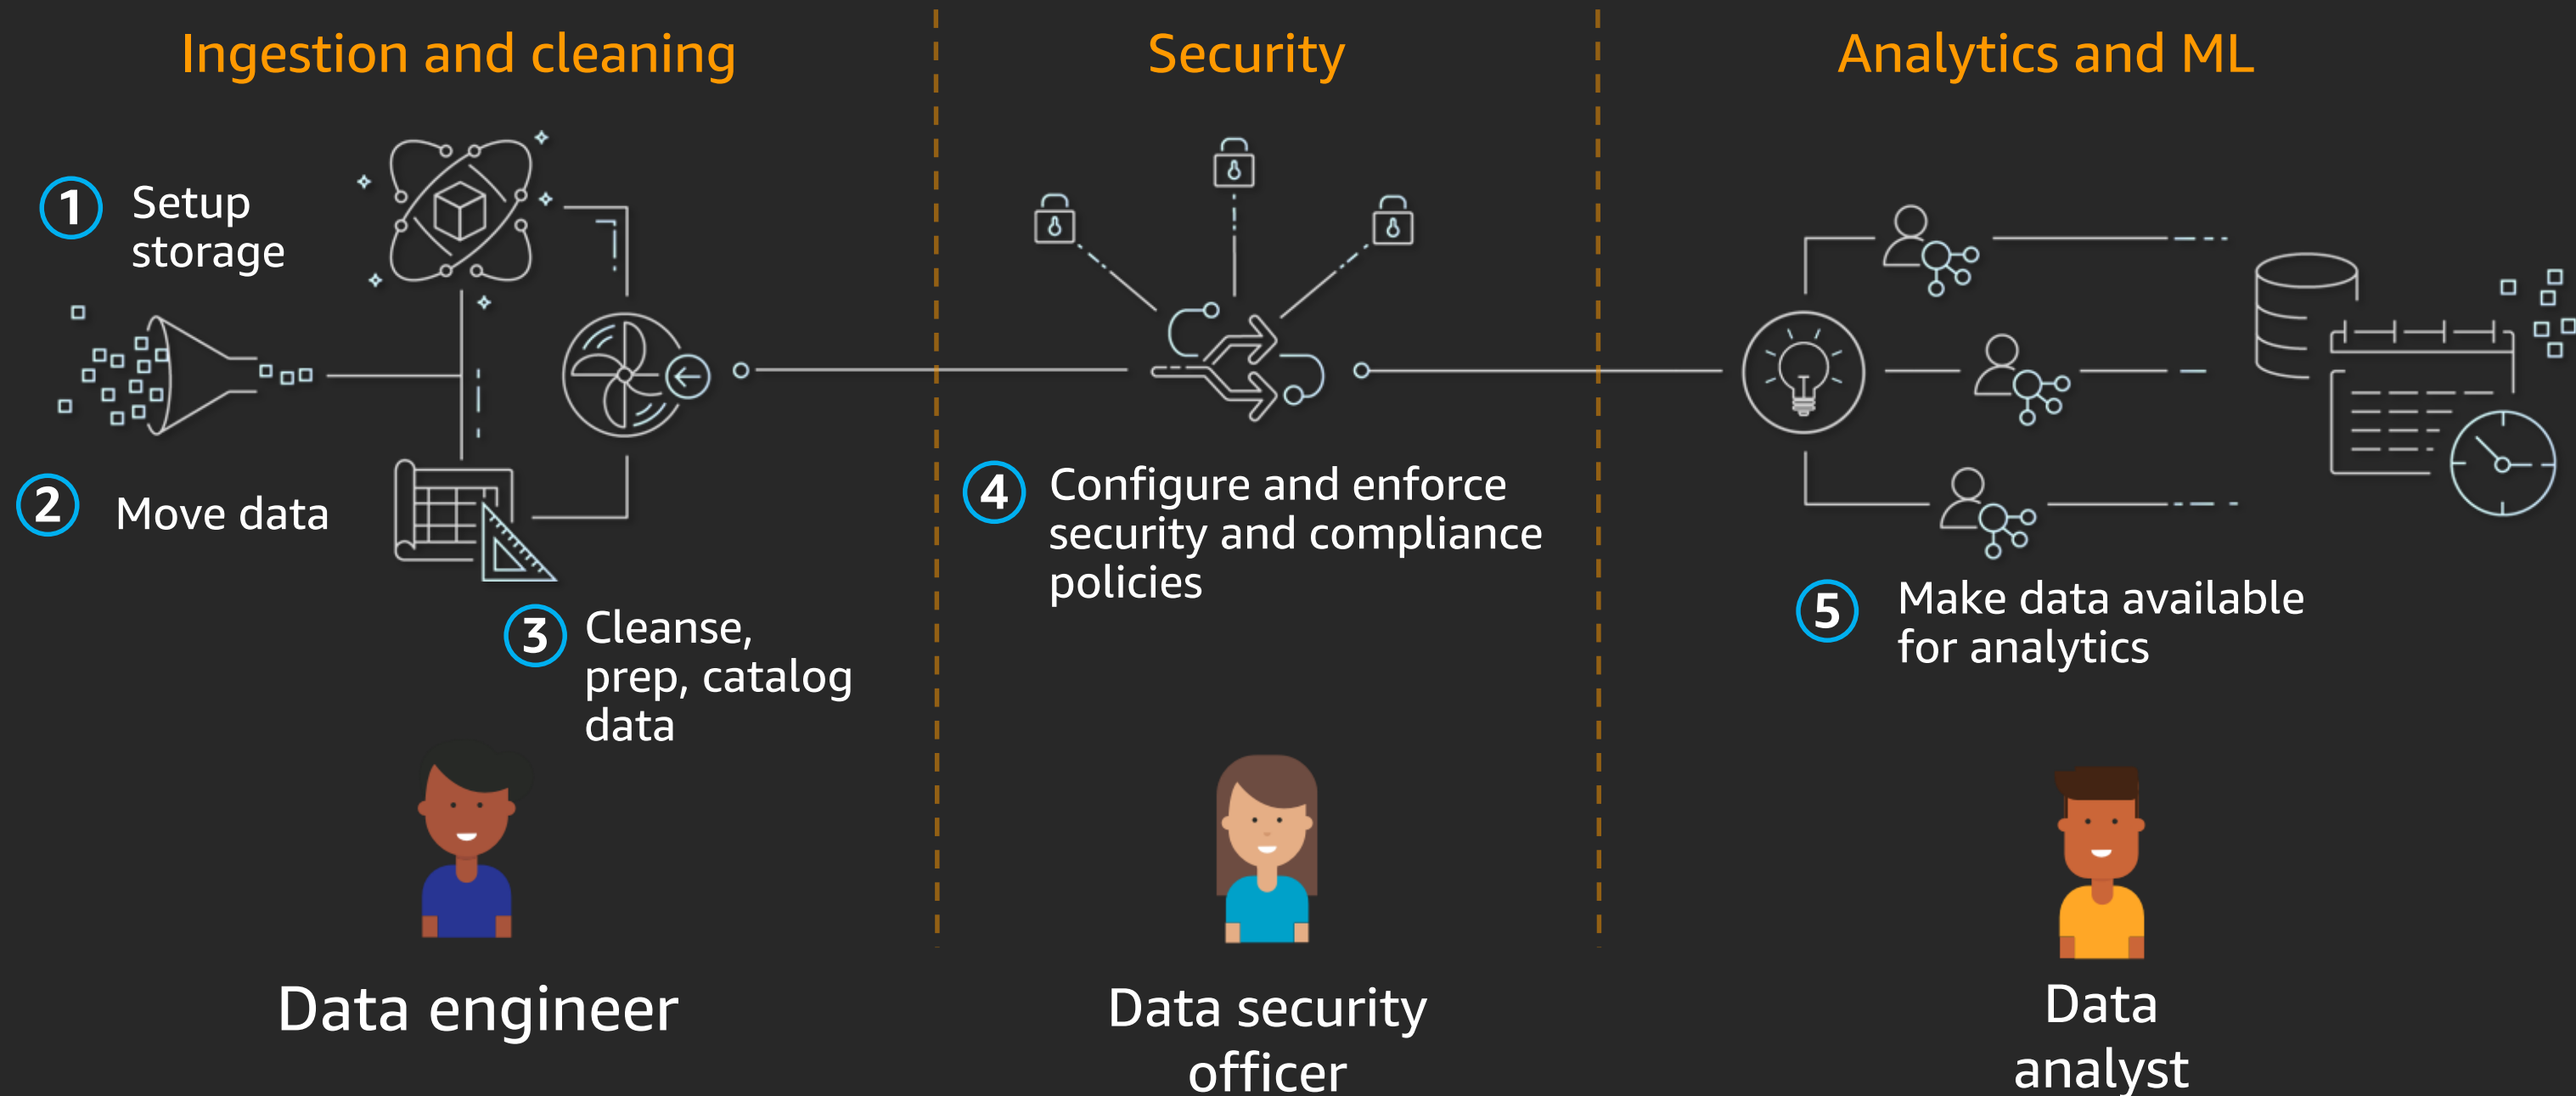 Ingestion and cleaning
1
Setup
storage
2
Move data
3
Cleanse,
prep, catalog
data
Data engineer
Security
4
Configure and enforce
security and compliance
policies
Data security
officer
Analytics and ML
5
Make data available
for analytics
Data
analyst